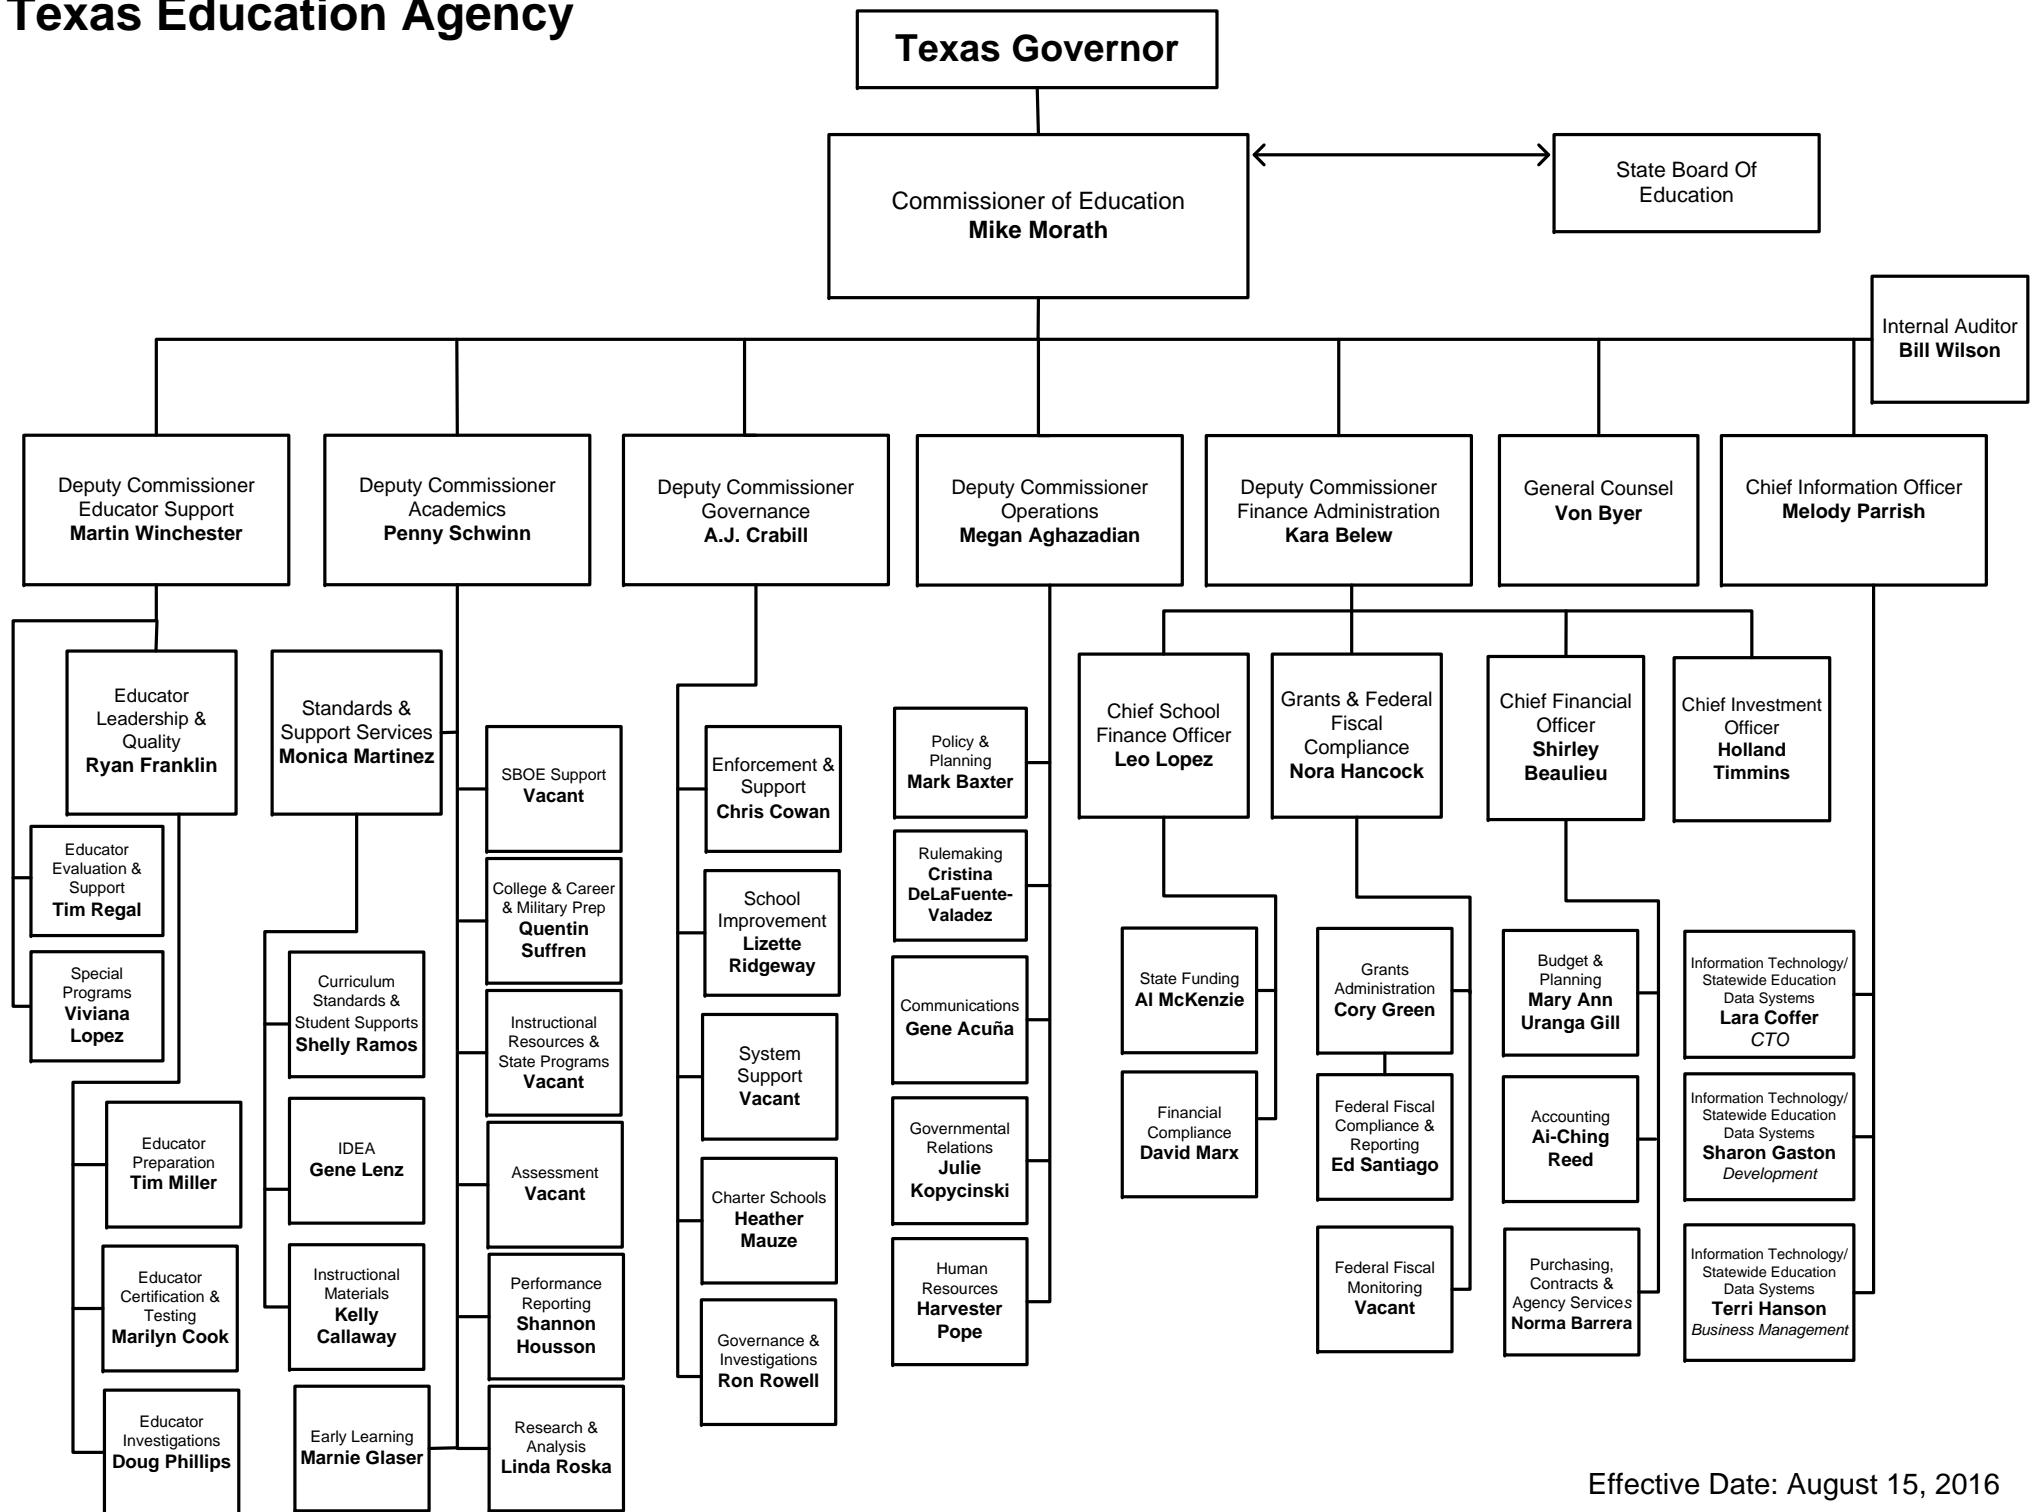 Texas Education Agency
Texas Governor
Commissioner of Education
Mike Morath
State Board Of
Education
Internal Auditor
Bill Wilson
Deputy Commissioner
Educator Support
Martin Winchester
Deputy Commissioner
Academics
Penny Schwinn
Deputy Commissioner
Governance
A.J. Crabill
Deputy Commissioner
Operations
Megan Aghazadian
Deputy Commissioner
Finance Administration
Kara Belew
General Counsel
Von Byer
Chief Information Officer
Melody Parrish
Educator
Leadership &
Quality
Ryan Franklin
Educator
Evaluation &
Support
Tim Regal
Special
Programs
Viviana
Lopez
Educator
Preparation
Tim Miller
Educator
Certification &
Testing
Marilyn Cook
Educator
Investigations
Doug Phillips
Standards &
Support Services
Monica Martinez
Curriculum
Standards &
Student Supports
Shelly Ramos
IDEA
Gene Lenz
Instructional
Materials
Kelly
Callaway
Early Learning
Marnie Glaser
SBOE Support
Vacant
College & Career
& Military Prep
Quentin
Suffren
Instructional
Resources &
State Programs
Vacant
Assessment
Vacant
Performance
Reporting
Shannon
Housson
Research &
Analysis
Linda Roska
Enforcement &
Support
Chris Cowan
School
Improvement
Lizette
Ridgeway
System
Support
Vacant
Charter Schools
Heather
Mauze
Governance &
Investigations
Ron Rowell
Policy &
Planning
Mark Baxter
Rulemaking
Cristina
DeLaFuente-
Valadez
Communications
Gene Acuña
Governmental
Relations
Julie
Kopycinski
Human
Resources
Harvester
Pope
Chief School
Finance Officer
Leo Lopez
State Funding
Al McKenzie
Financial
Compliance
David Marx
Grants & Federal
Fiscal
Compliance
Nora Hancock
Grants
Administration
Cory Green
Federal Fiscal
Compliance &
Reporting
Ed Santiago
Federal Fiscal
Monitoring
Vacant
Chief Financial
Officer
Shirley
Beaulieu
Budget &
Planning
Mary Ann
Uranga Gill
Accounting
Ai-Ching
Reed
Purchasing,
Contracts &
Agency Services
Norma Barrera
Chief Investment
Officer
Holland
Timmins
Information Technology/
Statewide Education
Data Systems
Lara Coffer
CTO
Information Technology/
Statewide Education
Data Systems
Sharon Gaston
Development
Information Technology/
Statewide Education
Data Systems
Terri Hanson
Business Management
Effective Date: August 15, 2016